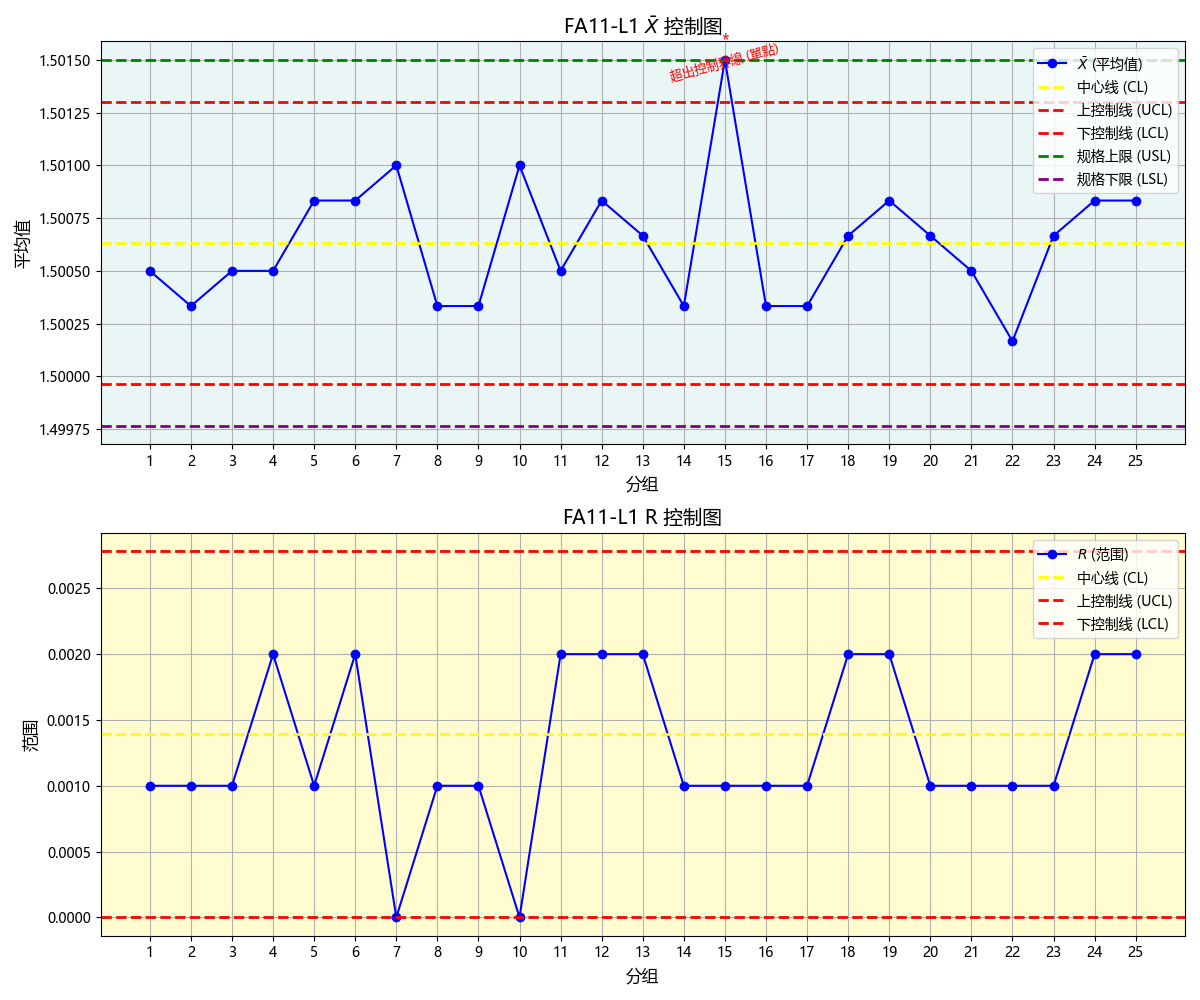 FA11-L1 X̄ 控制图
*
超出控制界線 (單點)
X̄ (平均值)
中心线 (CL)
上控制线 (UCL)
下控制线 (LCL)
规格上限 (USL)
规格下限 (LSL)
平均值
1.50150
1.50125
1.50100
1.50075
1.50050
1.50025
1.50000
1.49975
1 2 3 4 5 6 7 8 9 10 11 12 13 14 15 16 17 18 19 20 21 22 23 24 25
分组
FA11-L1 R 控制图
R (范围)
中心线 (CL)
上控制线 (UCL)
下控制线 (LCL)
范围
0.0025
0.0020
0.0015
0.0010
0.0005
0.0000
1 2 3 4 5 6 7 8 9 10 11 12 13 14 15 16 17 18 19 20 21 22 23 24 25
分组